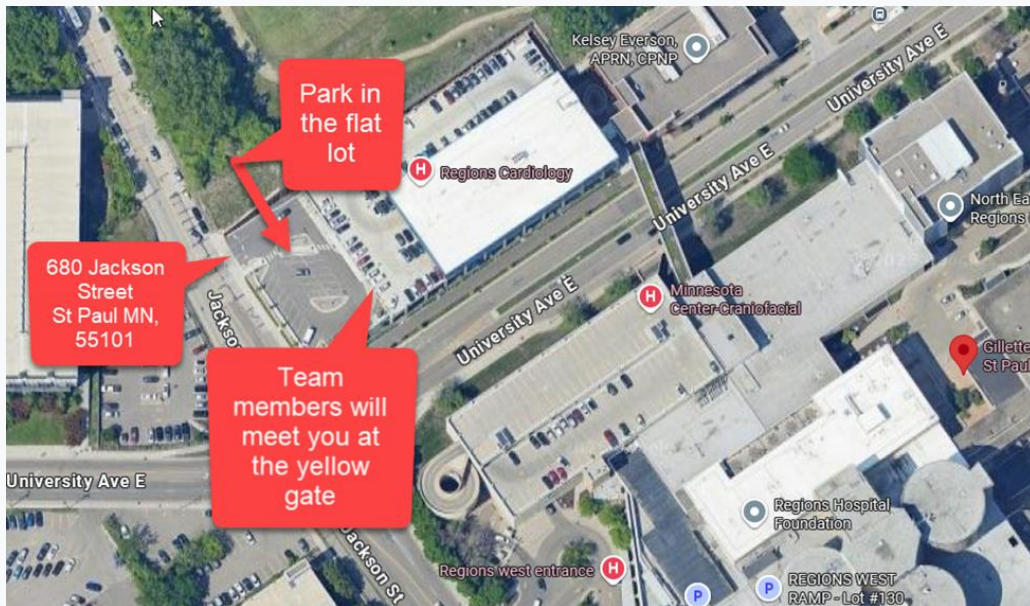 Kelsey Everson,
APRN, CPNP
University Ave E
Park in
the flat
lot
Regions Cardiology
University Ave E
North Ea
Regions
680 Jackson
Street
St Paul MN,
55101
Jackson
University Ave E
Minnesota
Center-Craniofacial
Gillette
St Paul
Team
members will
meet you at
the yellow
gate
University Ave E
Regions Hospital
Foundation
Jackson St
Regions west entrance
H
P
P
REGIONS WEST
RAMP - Lot #130
H
H